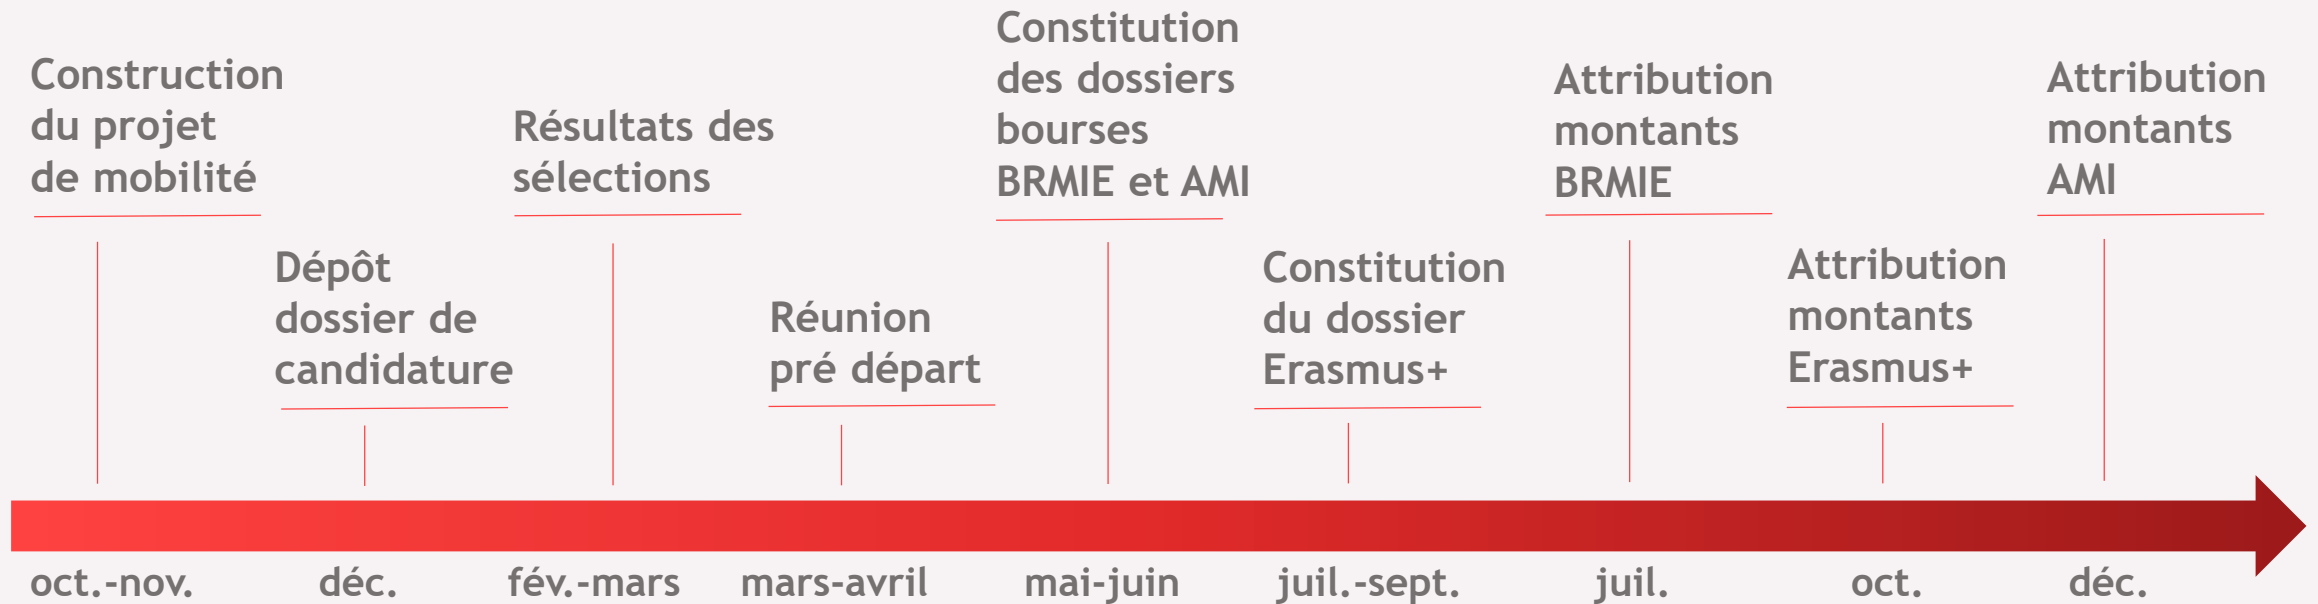 Construction
du projet
de mobilité
Dépôt
dossier de
candidature
Résultats des
sélections
Réunion
pré départ
Constitution
des dossiers
bourses
BRMIE et AMI
Constitution
du dossier
Erasmus+
Attribution
montants
BRMIE
Attribution
montants
Erasmus+
Attribution
montants
AMI
oct.-nov.
déc.
fév.-mars
mars-avril
mai-juin
juil.-sept.
juil.
oct.
déc.